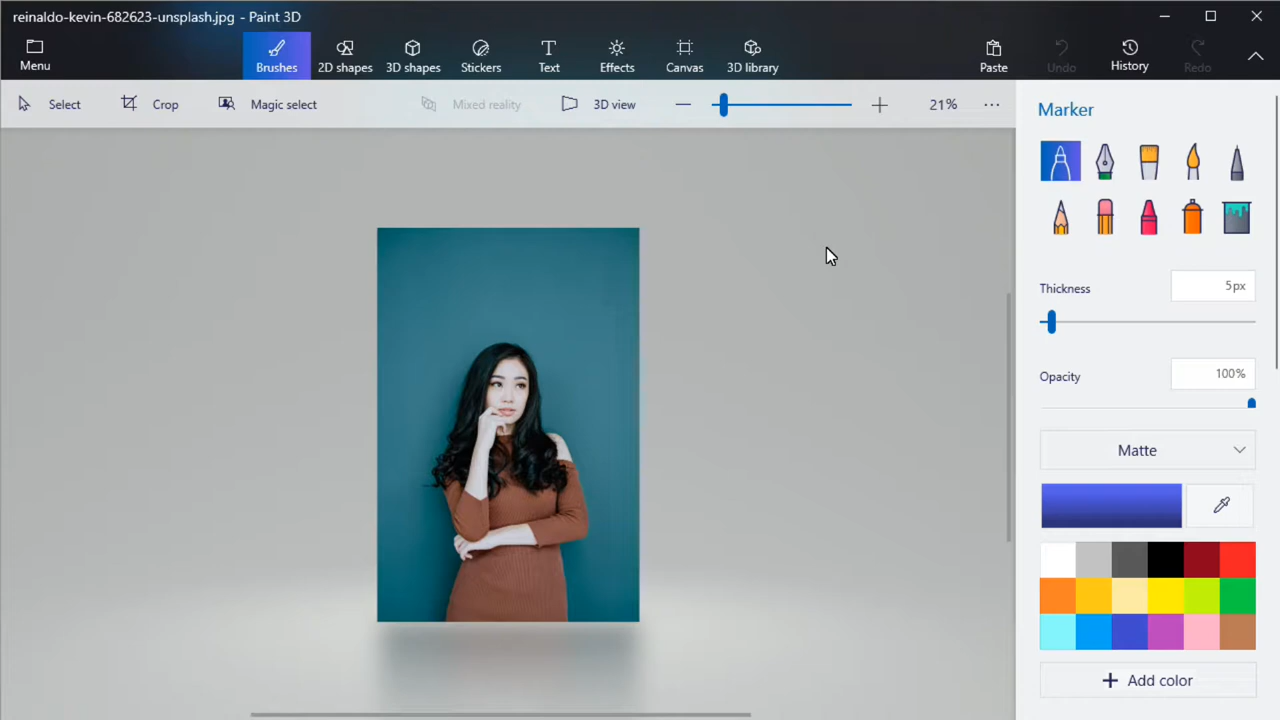 reinaldo-kevin-682623-unsplash.jpg - Paint 3D
Menu
Brushes
2D shapes
3D shapes
Stickers
Text
Effects
Canvas
3D library
Paste
Undo
History
Redo
Select
Crop
Magic select
Mixed reality
3D view
21%
Marker
Thickness
5px
Opacity
100%
Matte
Add color